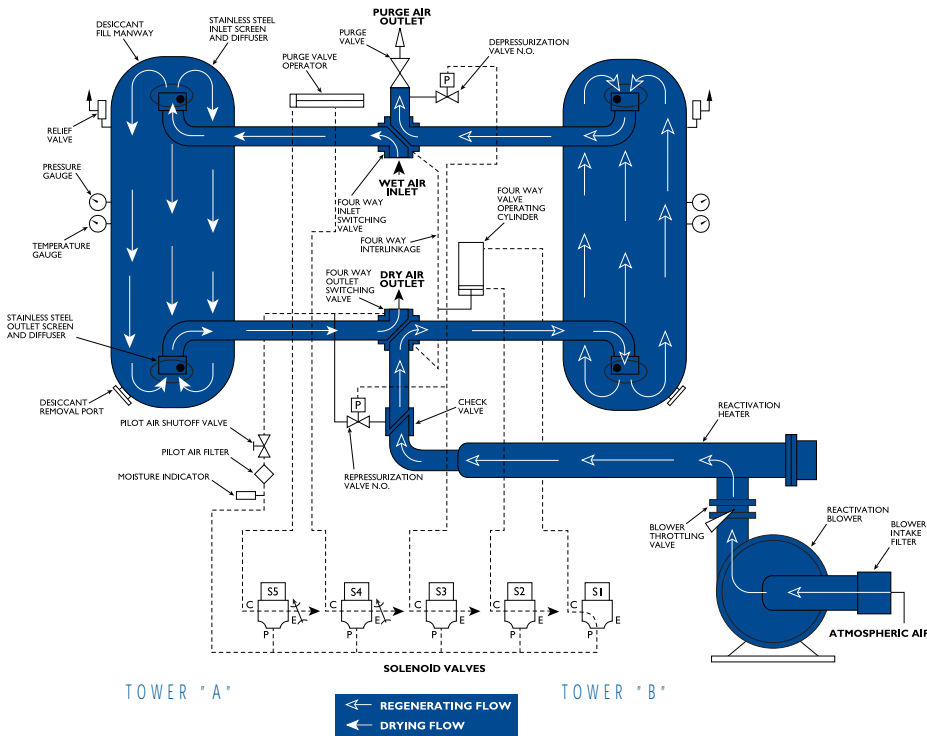 PURGE AIR
OUTLET
DESICCANT
FILL MANWAY
STAINLESS STEEL
INLET SCREEN
AND DIFFUSER
PURGE
VALVE
DEPRESSURIZATION
VALVE N.O.
PURGE VALVE
OPERATOR
P
RELIEF
VALVE
WET AIR
INLET
PRESSURE
GAUGE
FOUR WAY
INLET
SWITCHING
VALVE
FOUR WAY
VALVE
OPERATING
CYLINDER
TEMPERATURE
GAUGE
FOUR WAY
INTERLINKAGE
FOUR WAY
OUTLET
SWITCHING
VALVE
DRY AIR
OUTLET
STAINLESS STEEL
OUTLET SCREEN
AND DIFFUSER
DESICCANT
REMOVAL PORT
P
CHECK
VALVE
REACTIVATION
HEATER
PILOT AIR SHUTOFF VALVE
PILOT AIR FILTER
MOISTURE INDICATOR
REPRESSURIZATION
VALVE N.O.
BLOWER
THROTTLING
VALVE
REACTIVATION
BLOWER
BLOWER
INTAKE
FILTER
S5
S4
S3
S2
S1
C
E
P
C
E
P
C
E
P
C
E
P
C
E
P
ATMOSPHERIC AIR
SOLENOID VALVES
TOWER "A"
TOWER "B"
REGENERATING FLOW
DRYING FLOW